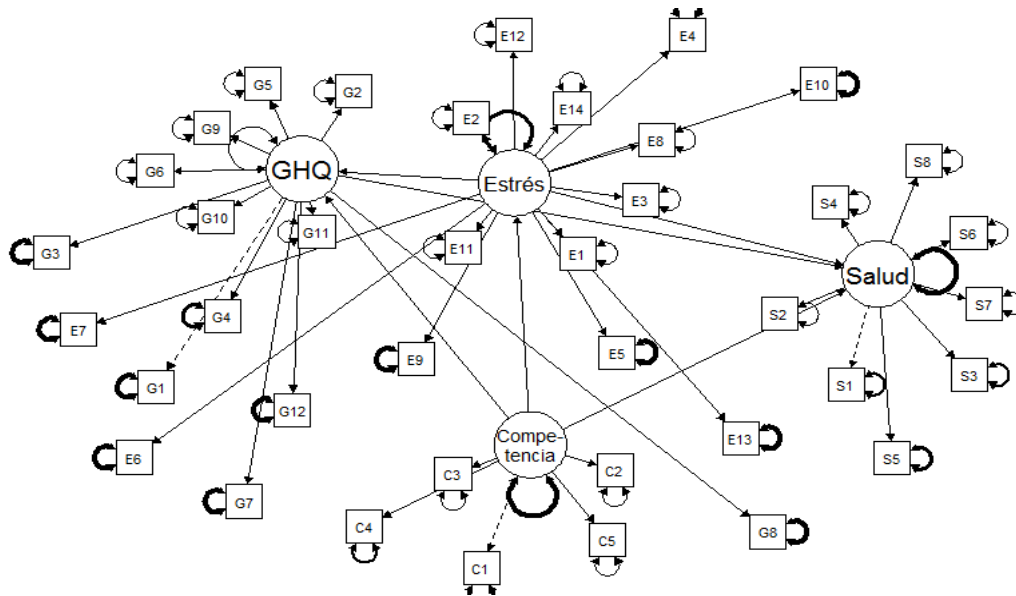 E12
E4
G5
G2
E10
E2
E14
G9
E8
S8
G6
GHQ
Estrés
E3
S4
G10
G11
S6
G3
E11
E1
Salud
S7
E7
G4
S2
E9
E5
S3
G1
S1
G12
E13
Compe-
tencia
E6
S5
C3
C2
G7
C4
G8
C5
C1